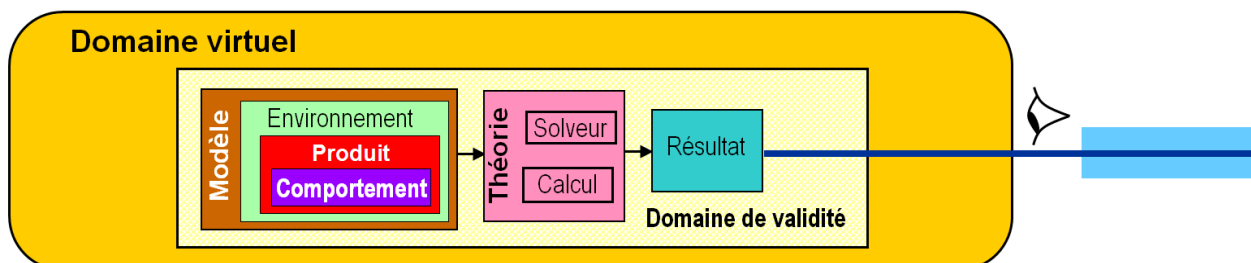 Domaine virtuel
Modèle
Environnement
Produit
Comportement
Théorie
Solveur
Calcul
Résultat
Domaine de validité